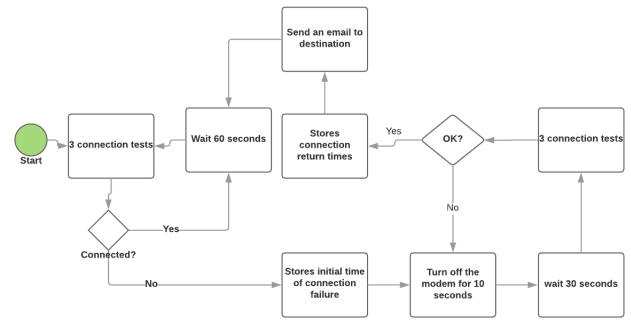 Send an email to
destination
Start
3 connection tests
Wait 60 seconds
Stores
connection
return times
Yes
OK?
3 connection tests
No
Connected?
Yes
No
Stores initial time
of connection
failure
Turn off the
modem for 10
seconds
wait 30 seconds